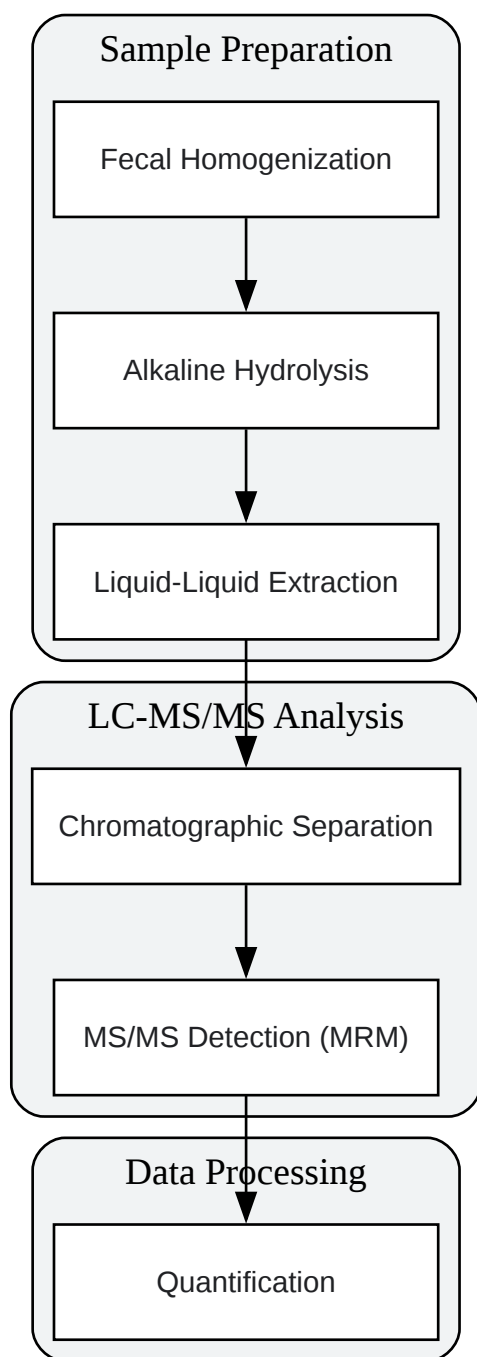 Sample Preparation
Fecal Homogenization
Alkaline Hydrolysis
Liquid-Liquid Extraction
LC-MS/MS Analysis
Chromatographic Separation
MS/MS Detection (MRM)
Data Processing
Quantification